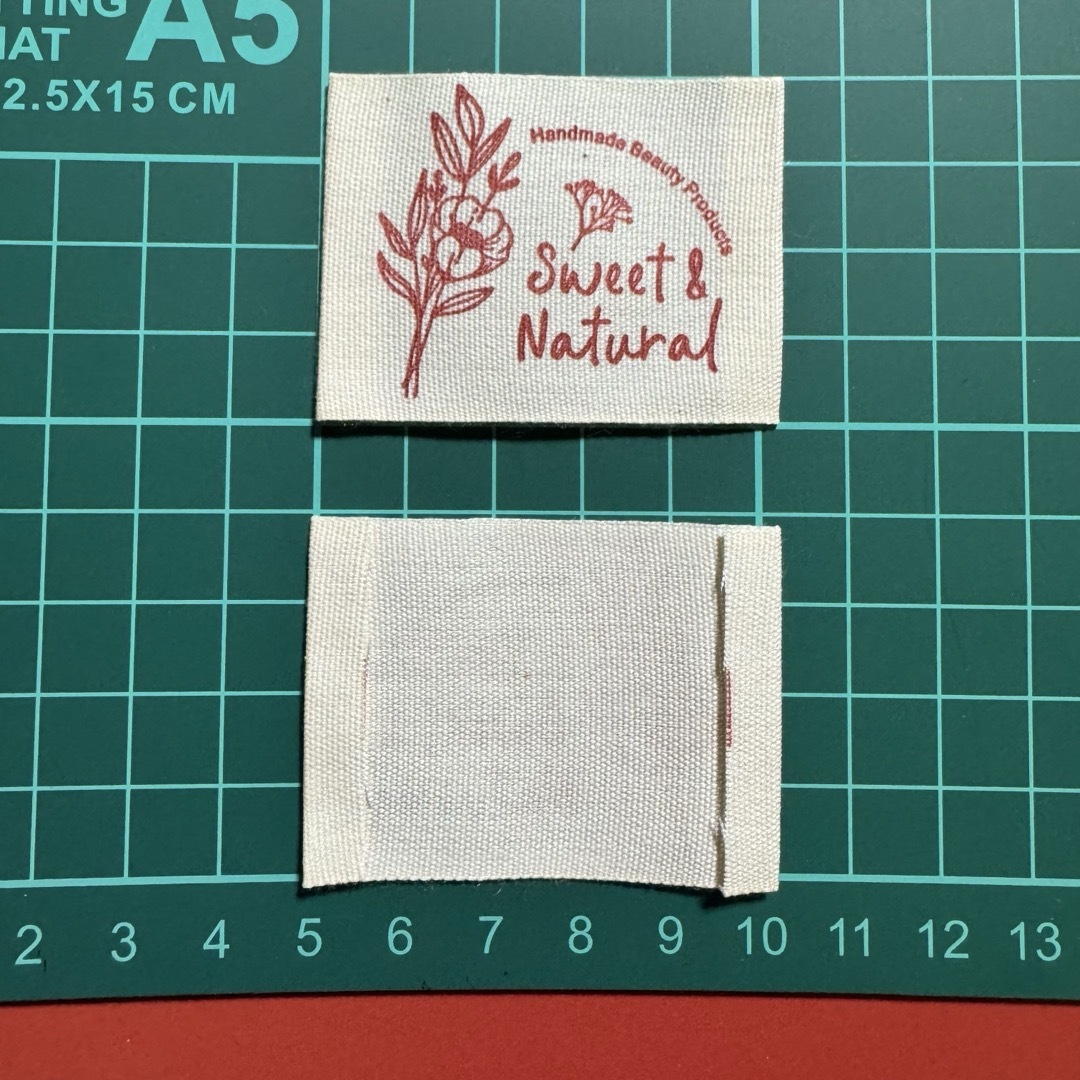 A5
2.5X15 CM
Handmade Beauty Products
Sweet &
Natural
2 3 4 5 6 7 8 9 10 11 12 13